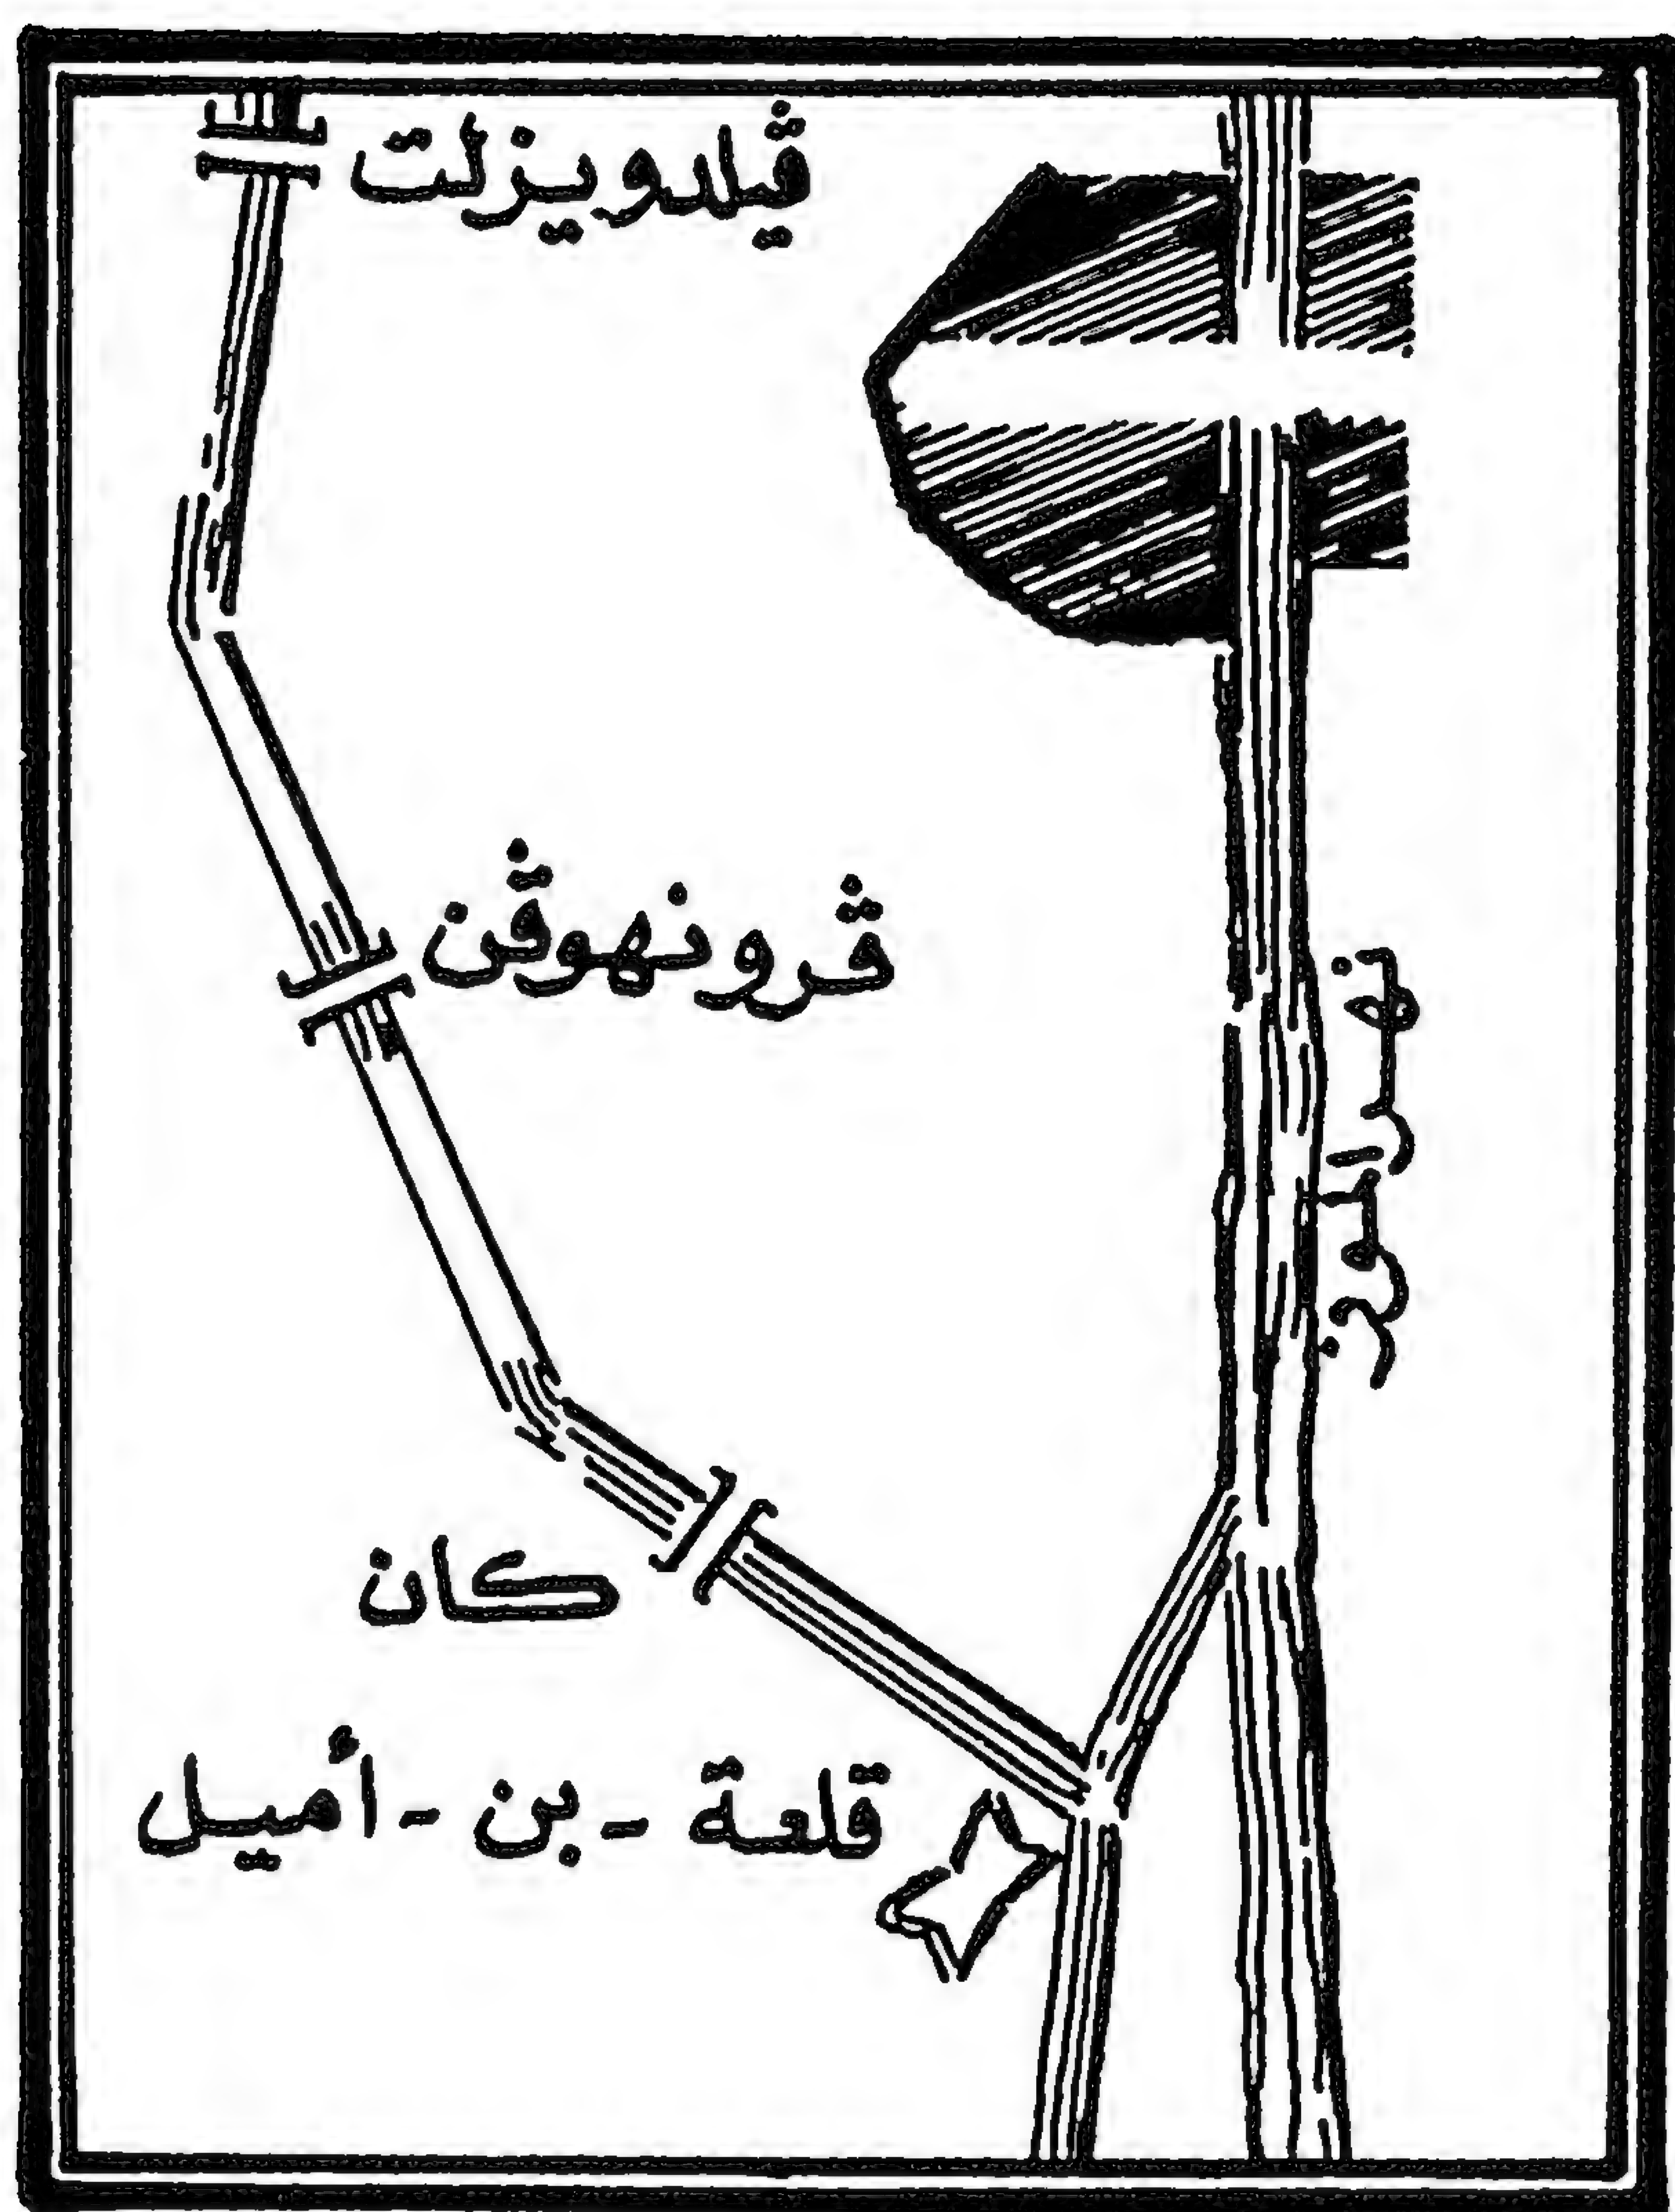 ڤيلدويزلت
ڤرونهوڤن
نهر الموز
كان
قلعة - بن - أميل